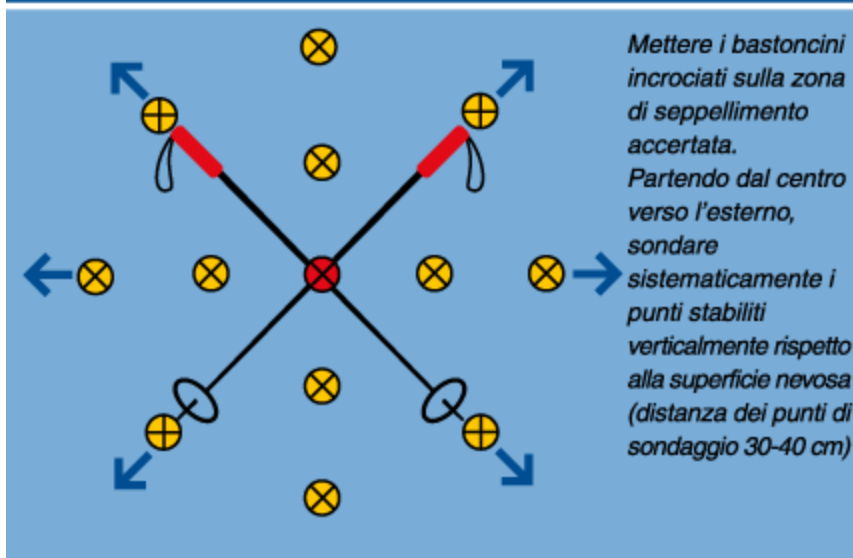 Mettere i bastoncini
incrociati sulla zona
di seppellimento
accertata.
Partendo dal centro
verso l'esterno,
sondare
sistematicamente i
punti stabiliti
verticalmente rispetto
alla superficie nevosa
(distanza dei punti di
sondaggio 30-40 cm)